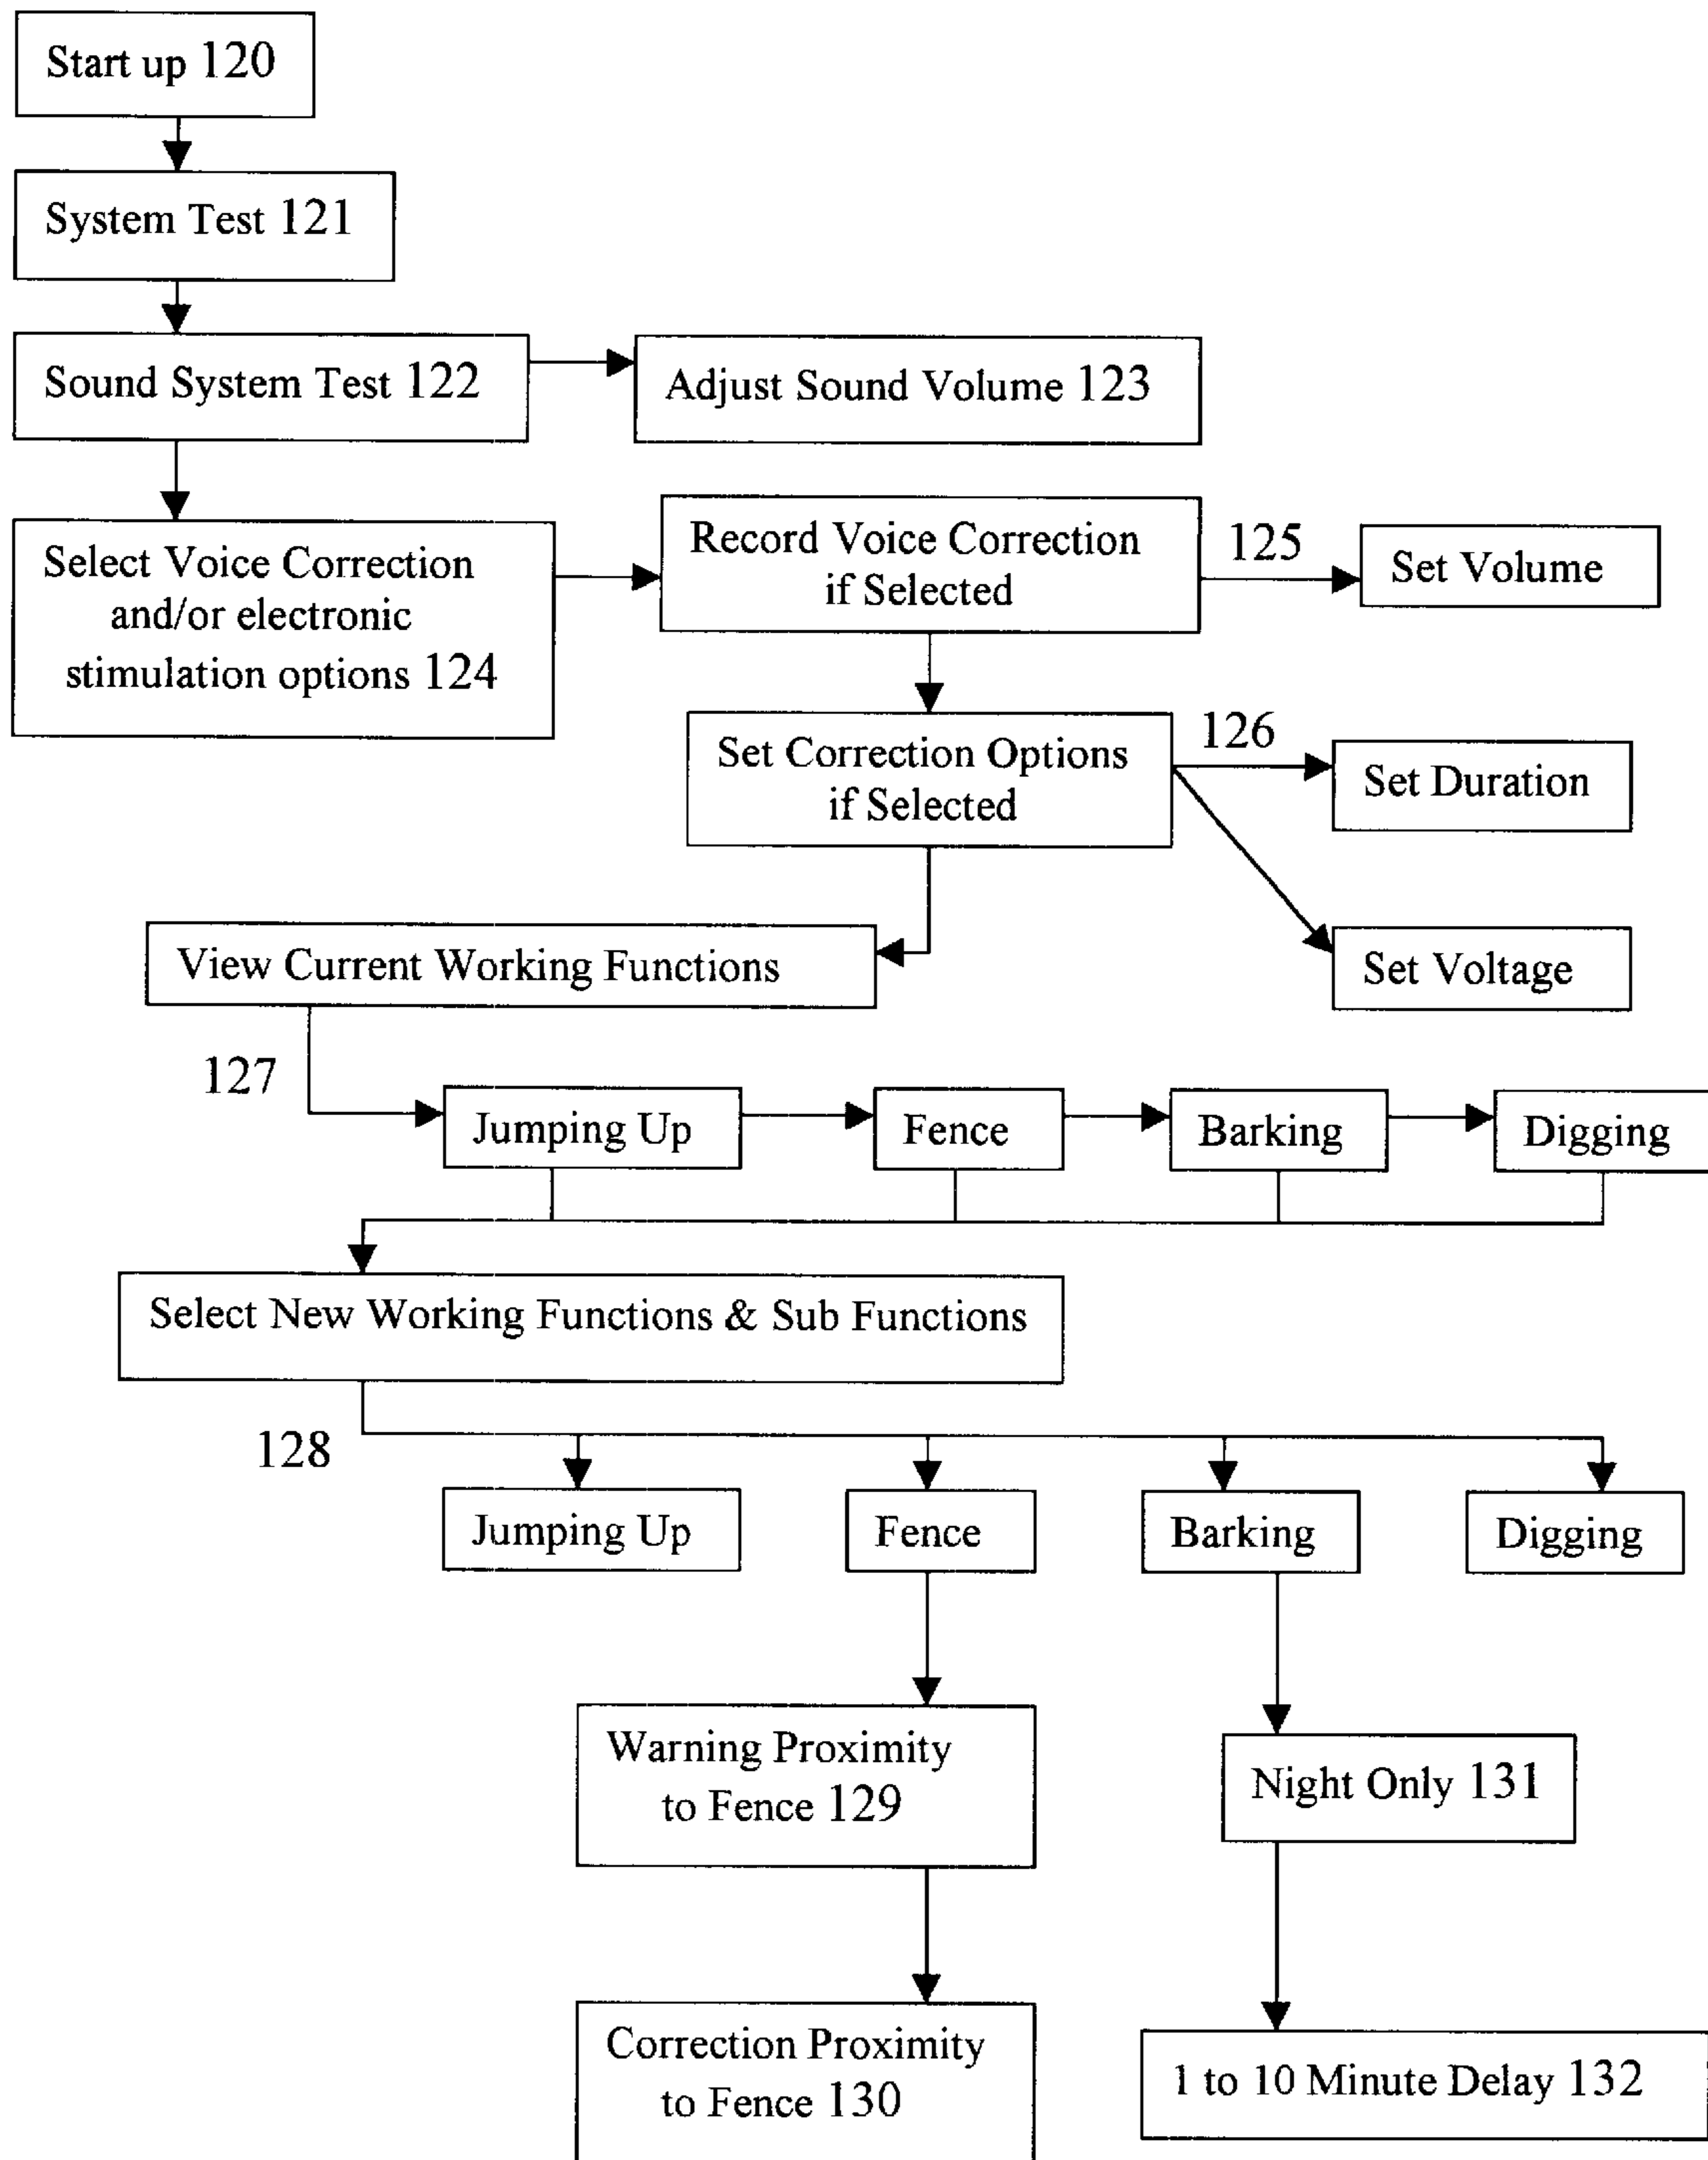 Start up 120
System Test 121
Sound System Test 122
Adjust Sound Volume 123
Select Voice Correction
and/or electronic
stimulation options 124
Record Voice Correction
if Selected
125
Set Volume
Set Correction Options
if Selected
126
Set Duration
Set Voltage
View Current Working Functions
127
Jumping Up
Fence
Barking
Digging
Select New Working Functions & Sub Functions
128
Jumping Up
Fence
Barking
Digging
Warning Proximity
to Fence 129
Night Only 131
Correction Proximity
to Fence 130
1 to 10 Minute Delay 132